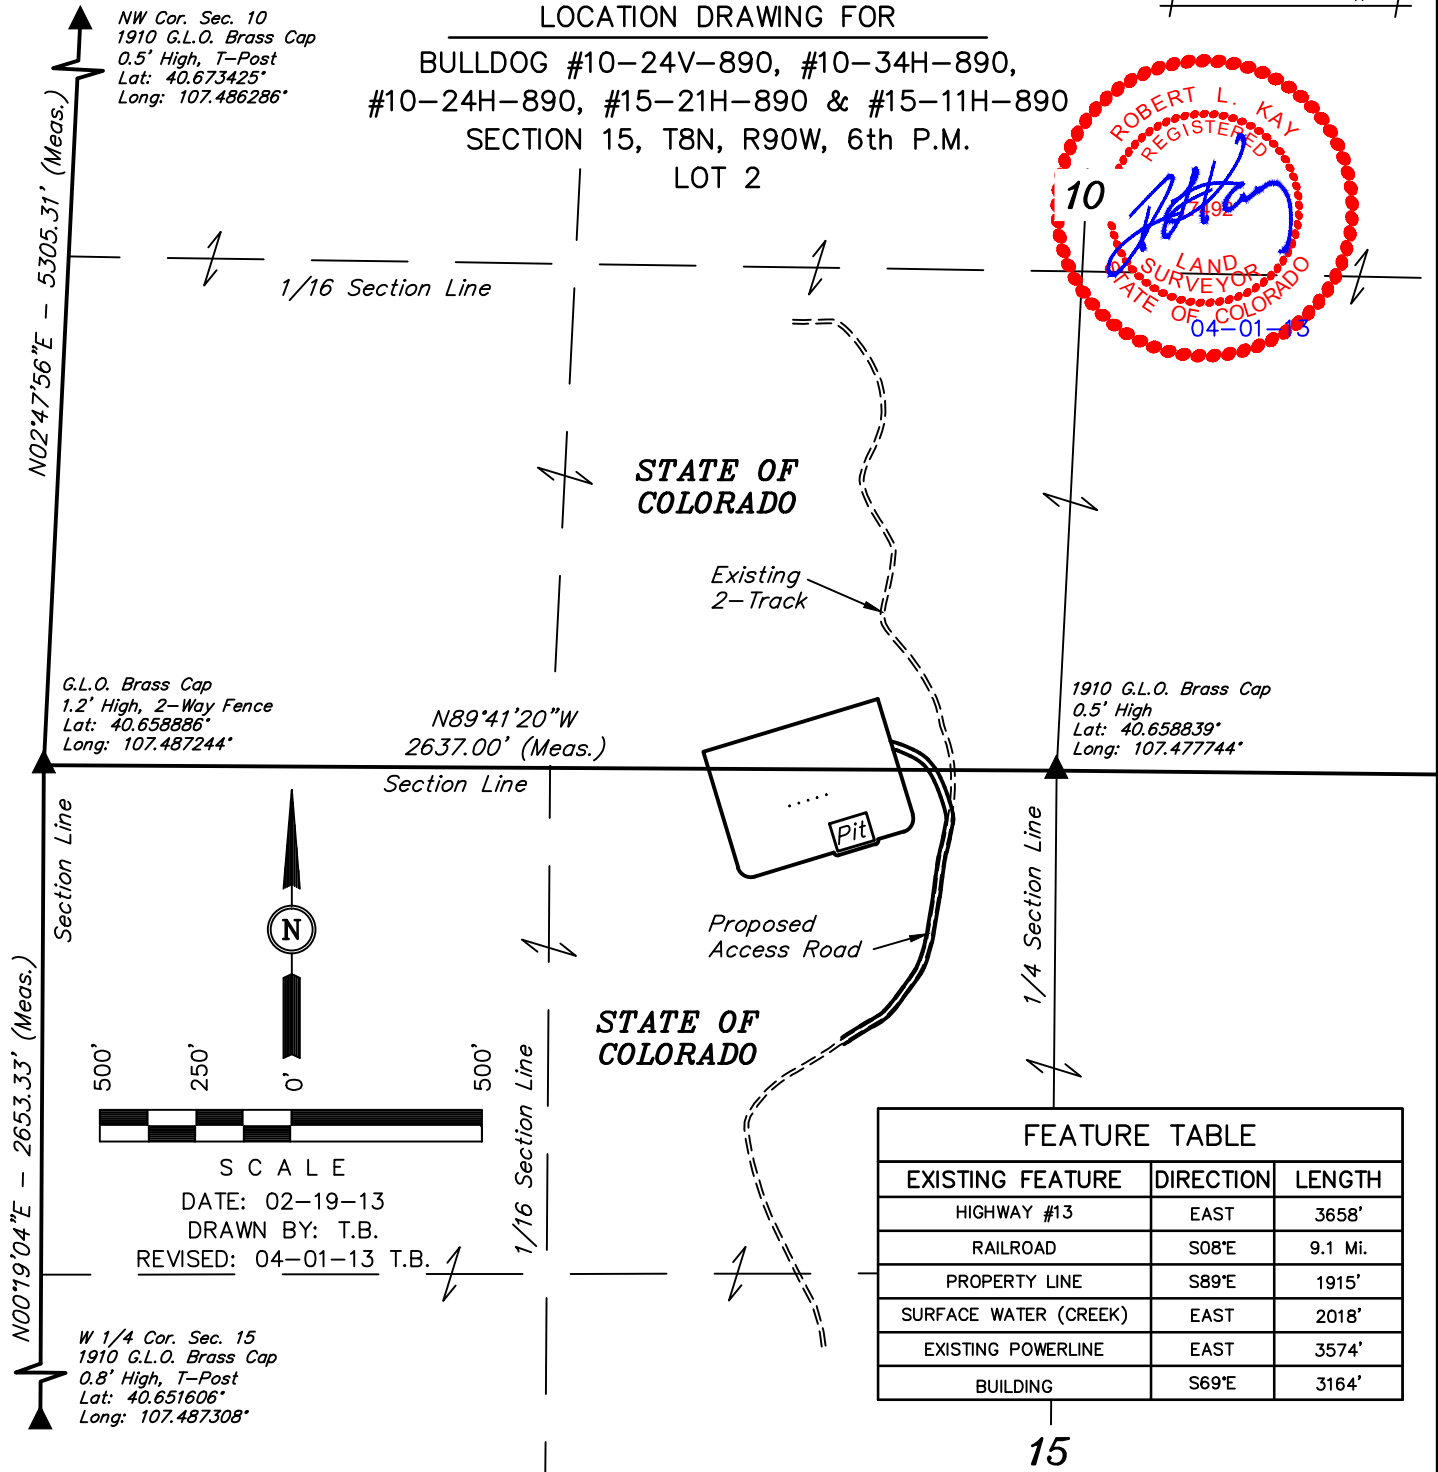 LOCATION DRAWING FOR
BULLDOG #10-24V-890, #10-34H-890,
#10-24H-890, #15-21H-890 & #15-11H-890
SECTION 15, T8N, R90W, 6th P.M.
LOT 2
NW Cor. Sec. 10
1910 G.L.O. Brass Cap
0.5' High, T-Post
Lat: 40.673425°
Long: 107.486286°
N02°47'56"E - 5305.31' (Meas.)
1/16 Section Line
10
ROBERT L. KAY
REGISTERED
7492
LAND
SURVEYOR
STATE OF COLORADO
04-01-13
STATE OF
COLORADO
Existing
2-Track
G.L.O. Brass Cap
1.2' High, 2-Way Fence
Lat: 40.658886°
Long: 107.487244°
N89°41'20"W
2637.00' (Meas.)
Section Line
1910 G.L.O. Brass Cap
0.5' High
Lat: 40.658839°
Long: 107.477744°
Pit
Section Line
N
Proposed
Access Road
1/4 Section Line
STATE OF
COLORADO
N00°19'04"E - 2653.33' (Meas.)
500' 250' 0' 500'
SCALE
DATE: 02-19-13
DRAWN BY: T.B.
REVISED: 04-01-13 T.B.
1/16 Section Line
W 1/4 Cor. Sec. 15
1910 G.L.O. Brass Cap
0.8' High, T-Post
Lat: 40.651606°
Long: 107.487308°
FEATURE TABLE
EXISTING FEATURE DIRECTION LENGTH
HIGHWAY #13 EAST 3658'
RAILROAD S08°E 9.1 Mi.
PROPERTY LINE S89°E 1915'
SURFACE WATER (CREEK) EAST 2018'
EXISTING POWERLINE EAST 3574'
BUILDING S69°E 3164'
15